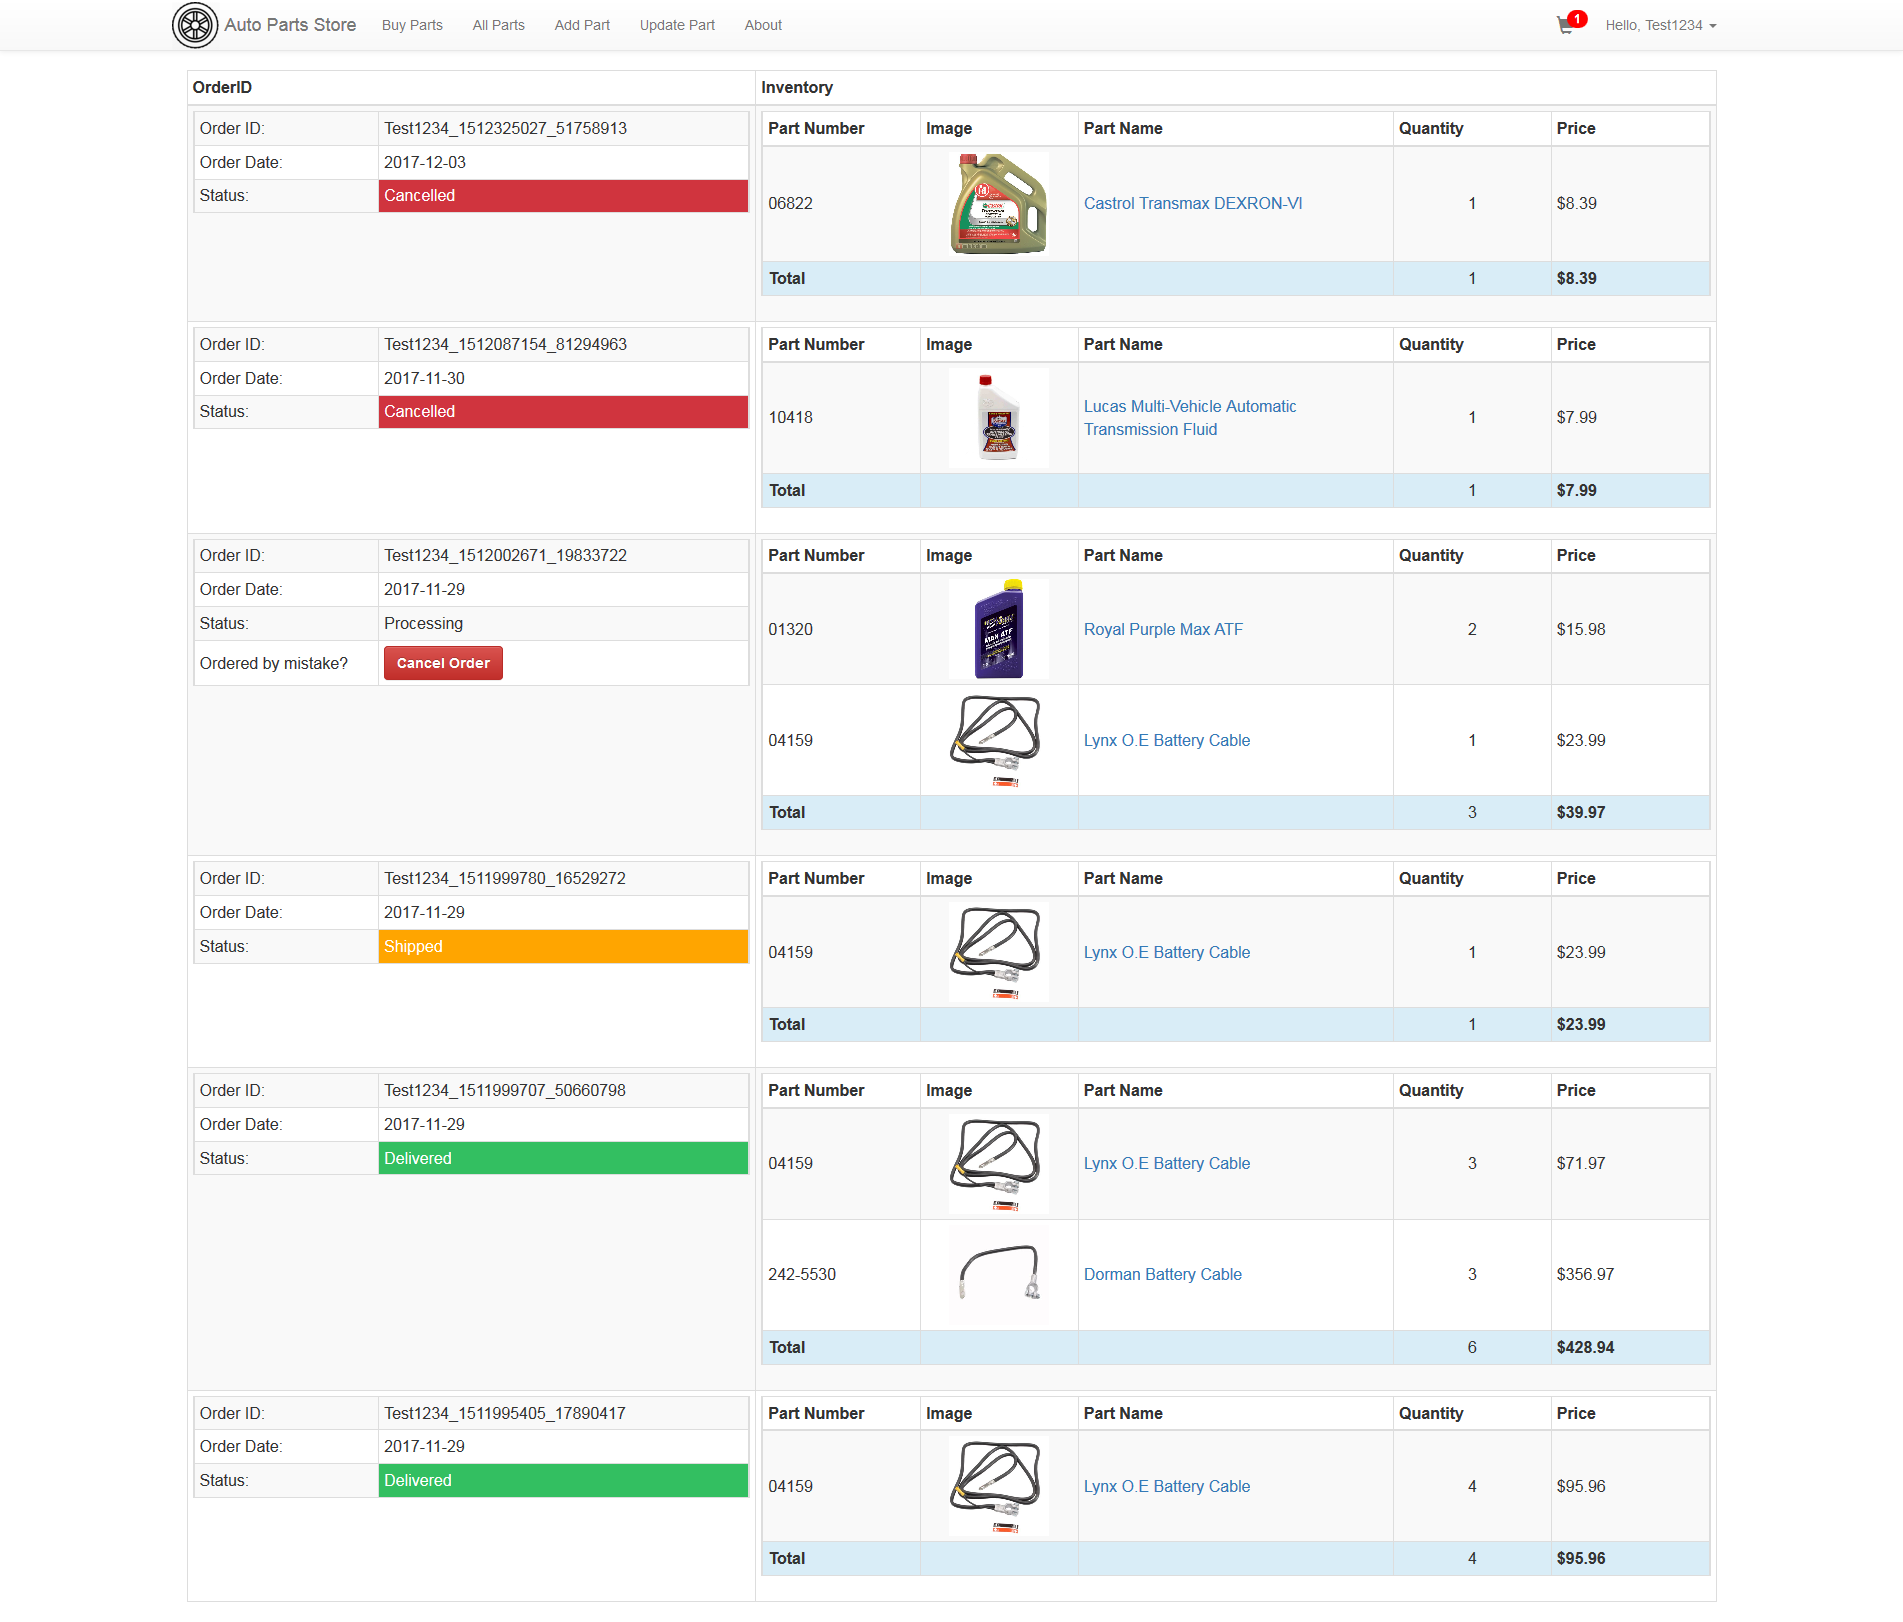 Auto Parts Store Buy Parts All Parts Add Part Update Part About 1 Hello, Test1234
OrderID Inventory
Order ID: Test1234_1512325027_51758913
Order Date: 2017-12-03
Status: Cancelled
Part Number Image Part Name Quantity Price
06822 Castrol Transmax DEXRON-VI 1 $8.39
Total 1 $8.39
Order ID: Test1234_1512087154_81294963
Order Date: 2017-11-30
Status: Cancelled
Part Number Image Part Name Quantity Price
10418 Lucas Multi-Vehicle Automatic
Transmission Fluid 1 $7.99
Total 1 $7.99
Order ID: Test1234_1512002671_19833722
Order Date: 2017-11-29
Status: Processing
Ordered by mistake? Cancel Order
Part Number Image Part Name Quantity Price
MAX ATF
01320 Royal Purple Max ATF 2 $15.98
04159 Lynx O.E Battery Cable 1 $23.99
Total 3 $39.97
Order ID: Test1234_1511999780_16529272
Order Date: 2017-11-29
Status: Shipped
Part Number Image Part Name Quantity Price
04159 Lynx O.E Battery Cable 1 $23.99
Total 1 $23.99
Order ID: Test1234_1511999707_50660798
Order Date: 2017-11-29
Status: Delivered
Part Number Image Part Name Quantity Price
04159 Lynx O.E Battery Cable 3 $71.97
242-5530 Dorman Battery Cable 3 $356.97
Total 6 $428.94
Order ID: Test1234_1511995405_17890417
Order Date: 2017-11-29
Status: Delivered
Part Number Image Part Name Quantity Price
04159 Lynx O.E Battery Cable 4 $95.96
Total 4 $95.96